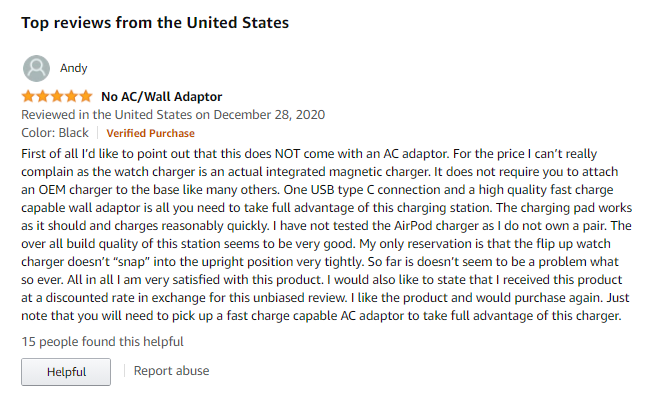 Top reviews from the United States
Andy
No AC/Wall Adaptor
Reviewed in the United States on December 28, 2020
Color: Black Verified Purchase
First of all I’d like to point out that this does NOT come with an AC adaptor. For the price I can’t really
complain as the watch charger is an actual integrated magnetic charger. It does not require you to attach
an OEM charger to the base like many others. One USB type C connection and a high quality fast charge
capable wall adaptor is all you need to take full advantage of this charging station. The charging pad works
as it should and charges reasonably quickly. I have not tested the AirPod charger as I do not own a pair. The
over all build quality of this station seems to be very good. My only reservation is that the flip up watch
charger doesn’t “snap” into the upright position very tightly. So far is doesn’t seem to be a problem what
so ever. All in all I am very satisfied with this product. I would also like to state that I received this product
at a discounted rate in exchange for this unbiased review. I like the product and would purchase again. Just
note that you will need to pick up a fast charge capable AC adaptor to take full advantage of this charger.
15 people found this helpful
Helpful Report abuse